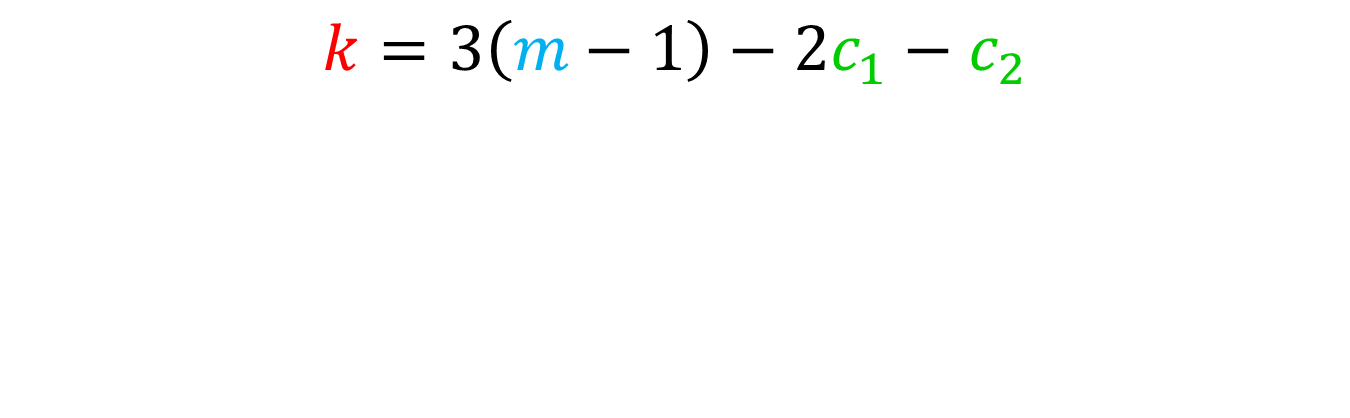 k = 3(m − 1) − 2c₁ − c₂